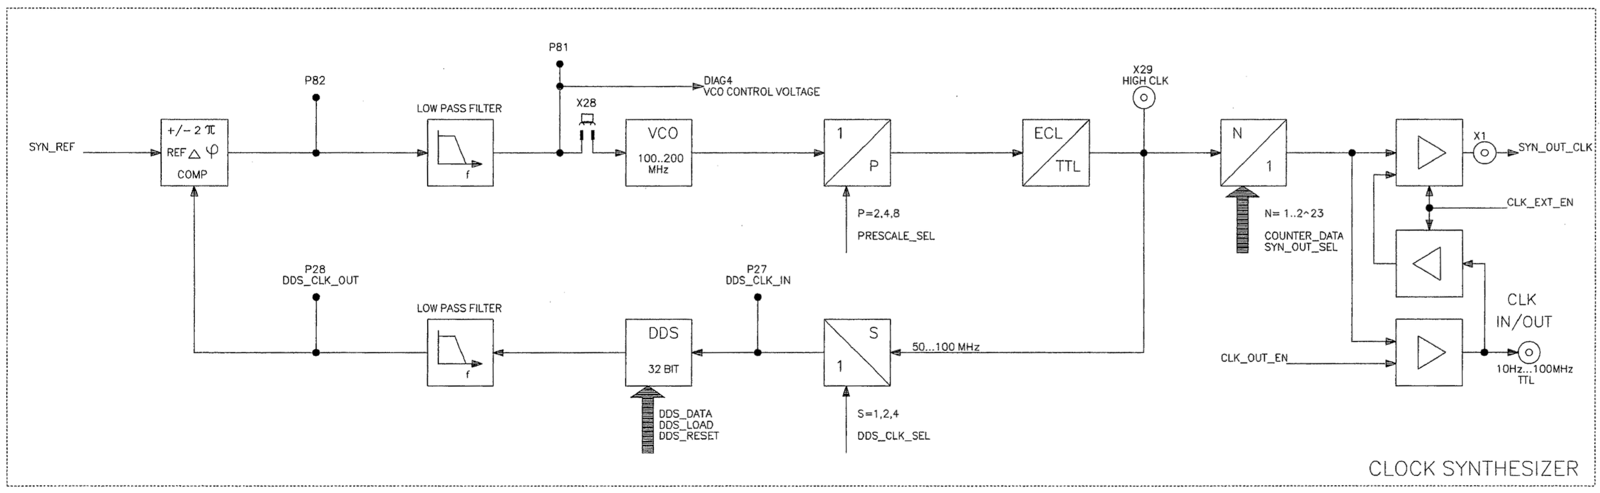 P81
DIAG4
VCO CONTROL VOLTAGE
P82
X28
X29
HIGH CLK
LOW PASS FILTER
SYN_REF
+/- 2 π
REF △ φ
COMP
f
VCO
100..200
MHz
1
P
ECL
TTL
N
1
X1
SYN_OUT_CLK
P=2,4,8
PRESCALE_SEL
N= 1..2^23
COUNTER_DATA
SYN_OUT_SEL
CLK_EXT_EN
P28
DDS_CLK_OUT
P27
DDS_CLK_IN
LOW PASS FILTER
f
DDS
32 BIT
S
1
50...100 MHz
CLK
IN/OUT
CLK_OUT_EN
10Hz...100MHz
TTL
DDS_DATA
DDS_LOAD
DDS_RESET
S=1,2,4
DDS_CLK_SEL
CLOCK SYNTHESIZER